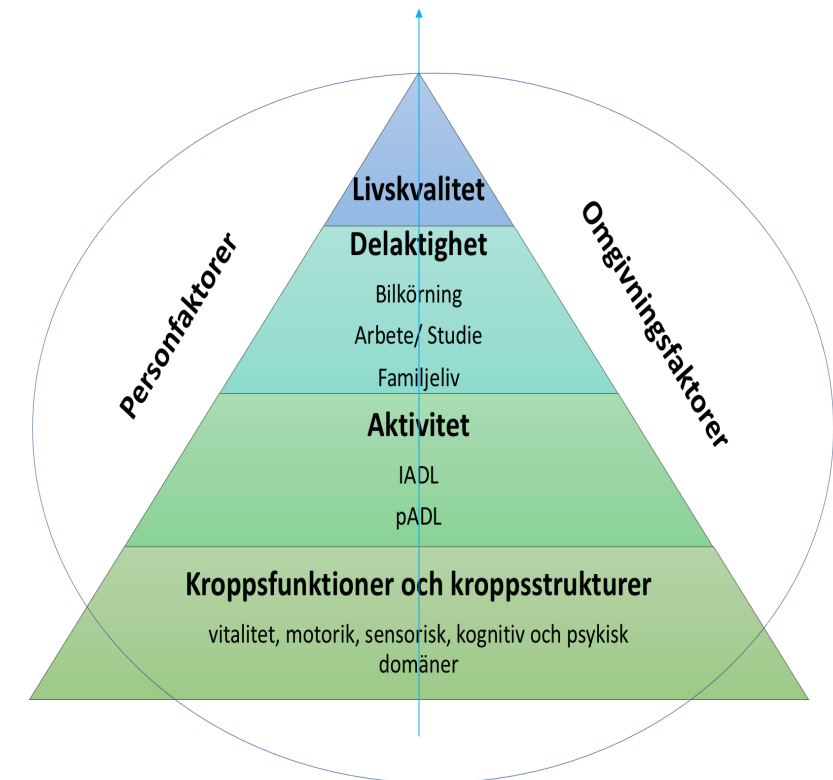 Livskvalitet
Delaktighet
Bilkörning
Arbete/ Studie
Familjeliv
Aktivitet
IADL
pADL
Kroppsfunktioner och kroppsstrukturer
vitalitet, motorik, sensorisk, kognitiv och psykisk
domäner
Personfaktorer
Omgivningsfaktorer